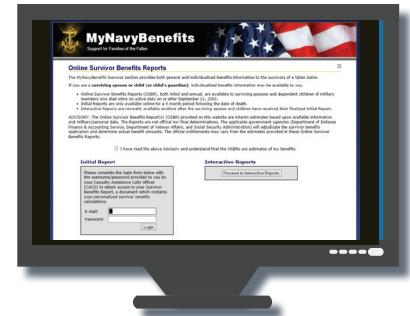 MyNavyBenefits
Support for Families of the Fallen
Online Survivor Benefits Reports
The MyNavyBenefits Survivor section provides both general and individualized benefits information to the survivors of a fallen Sailor.
If you are a surviving spouse or child (or child's guardian), individualized benefits information may be available to you.
• Online Survivor Benefits Reports (OSBR), both initial and annual, are available to surviving spouses and dependent children of military
members who died while on active duty on or after September 11, 2001.
• Initial Reports are only available online for a 6 month period following the date of death.
• Interactive Reports are normally available anytime after the surviving spouse and children have received their finalized Initial Report.
ADVISORY: The Online Survivor Benefits Report(s) (OSBR) provided on this website are interim estimates based upon available information
and military/personal data. The Reports are not official nor final determinations. The applicable government agencies (Department of Defense
Finance & Accounting Service, Department of Veteran Affairs, and Social Security Administration) will adjudicate the survivor benefits
application and determine actual benefit amounts. The official entitlements may vary from the estimates provided in these Online Survivor
Benefits Reports.
I have read the above Advisory and understand that the OSBRs are estimates of my benefits
Initial Report
Please complete the login form below with
the username/password provided to you by
your Casualty Assistance Calls Officer
(CACO) to obtain access to your Survivor
Benefits Report, a document which contains
your personalized survivor benefits
calculations.
E-mail:
Password:
Login
Interactive Reports
Proceed to Interactive Reports